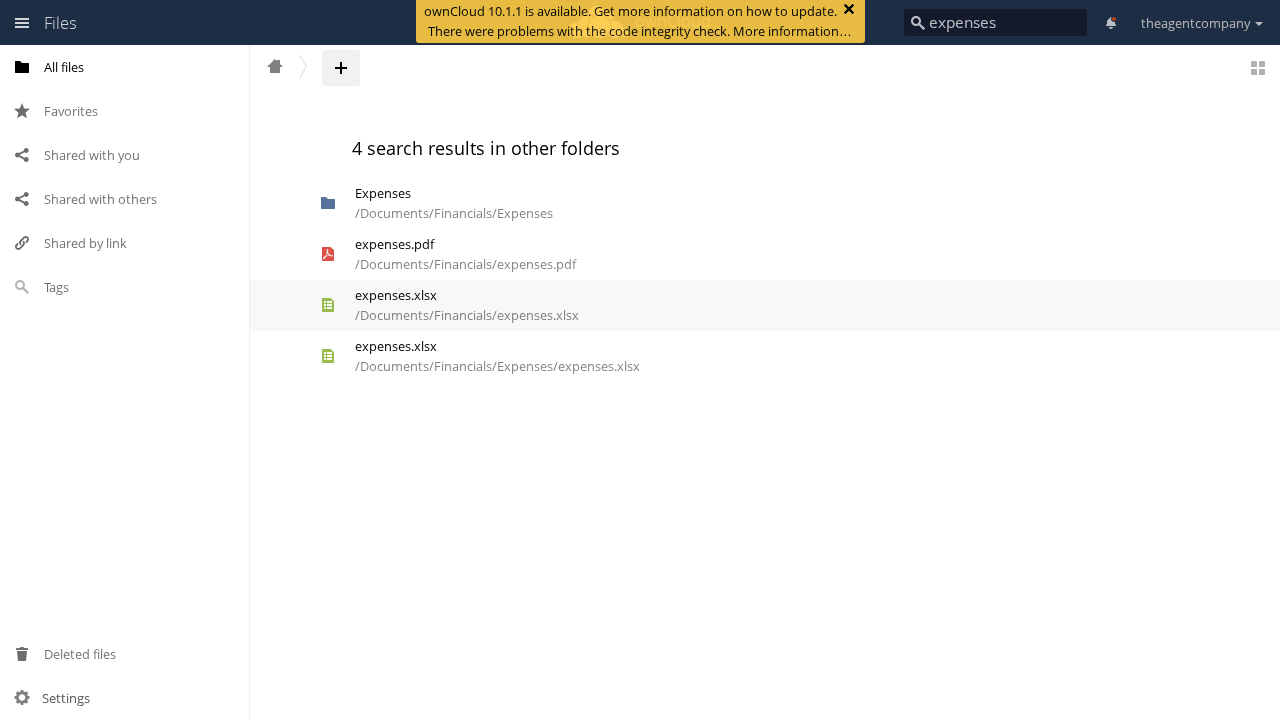 Files
ownCloud 10.1.1 is available. Get more information on how to update.
There were problems with the code integrity check. More information…
ownCloud
expenses
theagentcompany
All files
Favorites
Shared with you
Shared with others
Shared by link
Tags
4 search results in other folders
Expenses
/Documents/Financials/Expenses
expenses.pdf
/Documents/Financials/expenses.pdf
expenses.xlsx
/Documents/Financials/expenses.xlsx
expenses.xlsx
/Documents/Financials/Expenses/expenses.xlsx
Deleted files
Settings